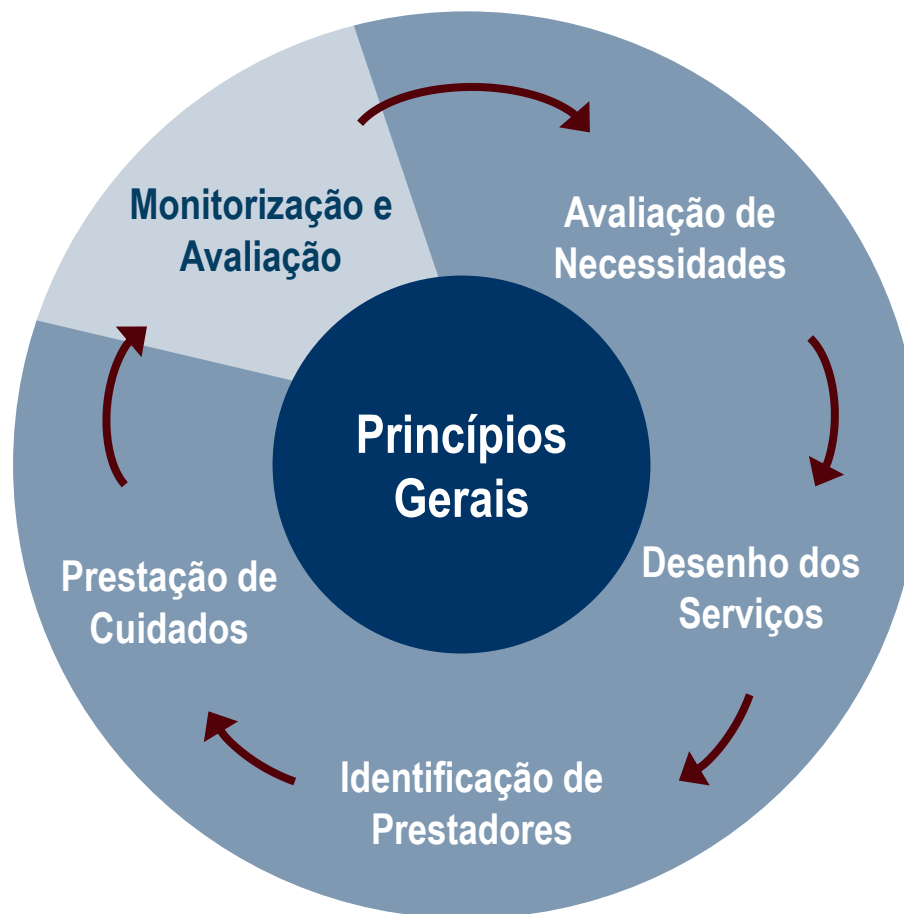 Monitorização e
Avaliação
Avaliação de
Necessidades
Princípios
Gerais
Desenho dos
Serviços
Prestação de
Cuidados
Identificação de
Prestadores